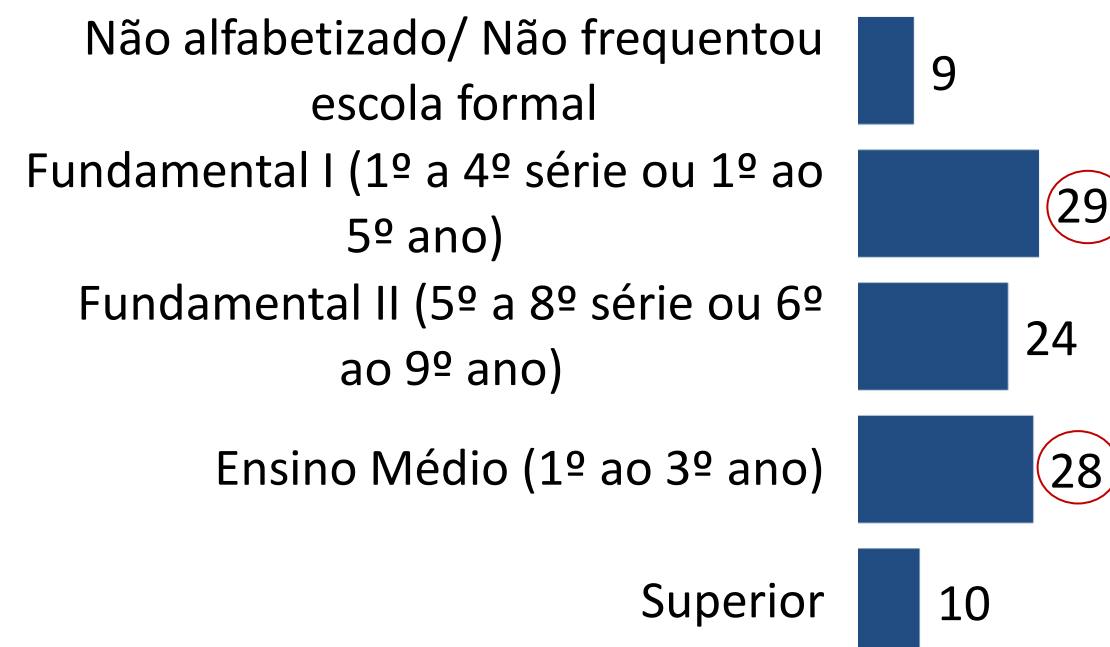 Não alfabetizado/ Não frequentou
escola formal
9
Fundamental I (1º a 4º série ou 1º ao
5º ano)
29
Fundamental II (5º a 8º série ou 6º
ao 9º ano)
24
Ensino Médio (1º ao 3º ano)
28
Superior
10